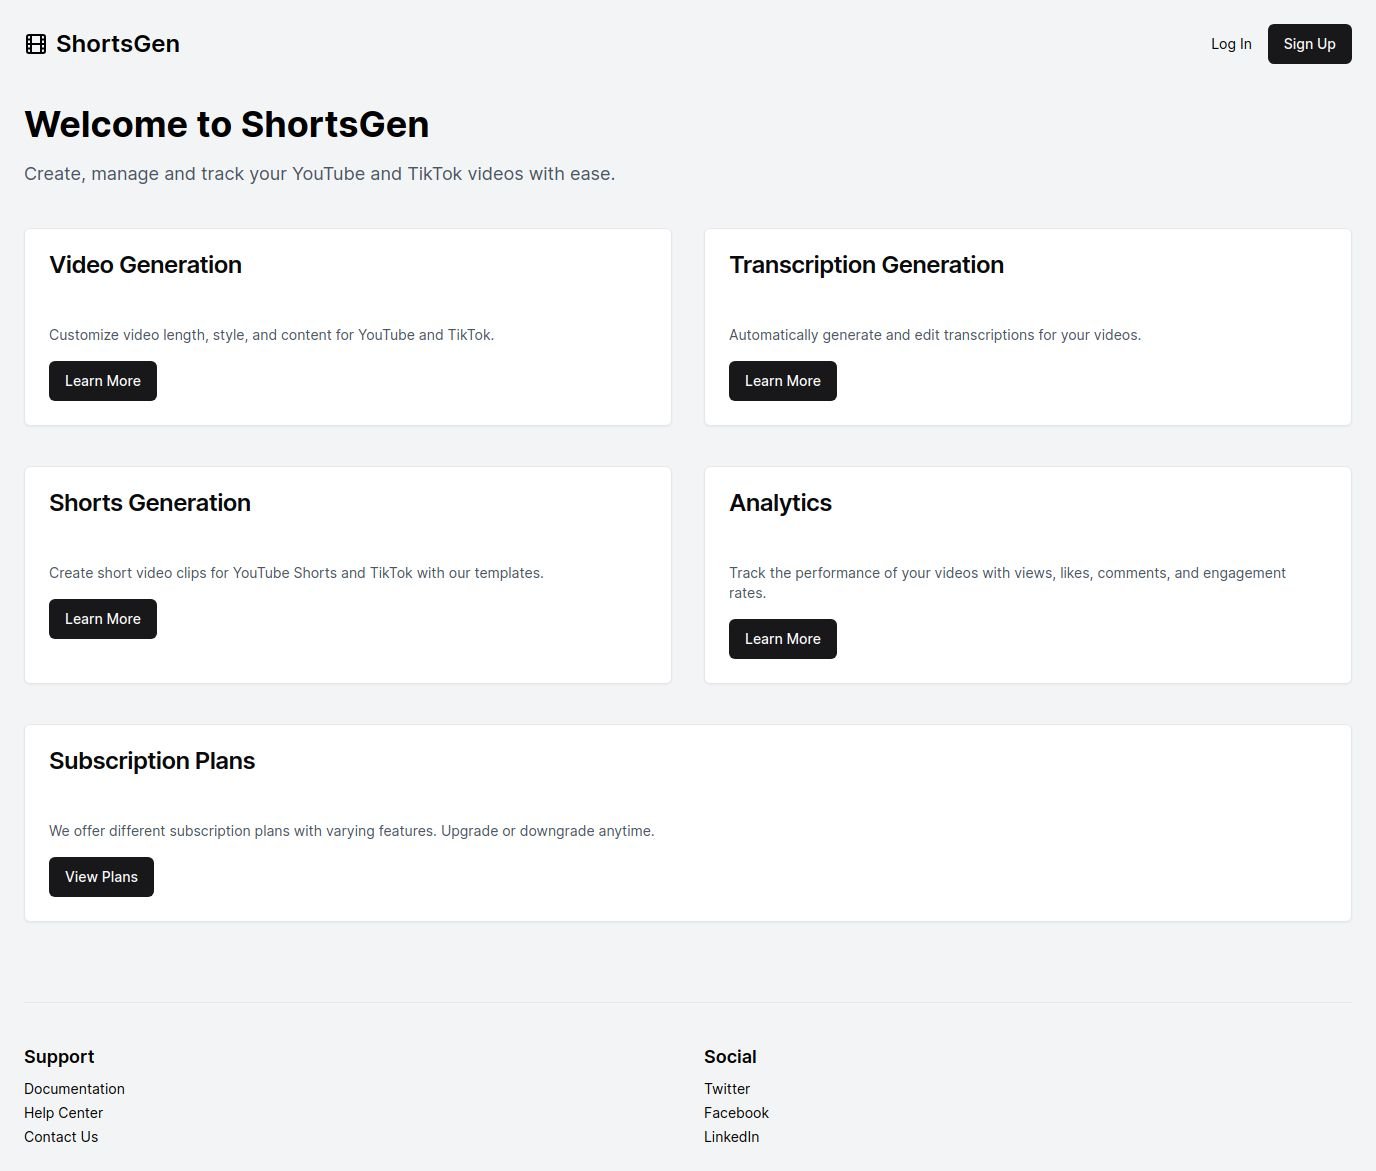 ShortsGen
Log In
Sign Up
Welcome to ShortsGen
Create, manage and track your YouTube and TikTok videos with ease.
Video Generation
Customize video length, style, and content for YouTube and TikTok.
Learn More
Transcription Generation
Automatically generate and edit transcriptions for your videos.
Learn More
Shorts Generation
Create short video clips for YouTube Shorts and TikTok with our templates.
Learn More
Analytics
Track the performance of your videos with views, likes, comments, and engagement
rates.
Learn More
Subscription Plans
We offer different subscription plans with varying features. Upgrade or downgrade anytime.
View Plans
Support
Documentation
Help Center
Contact Us
Social
Twitter
Facebook
LinkedIn